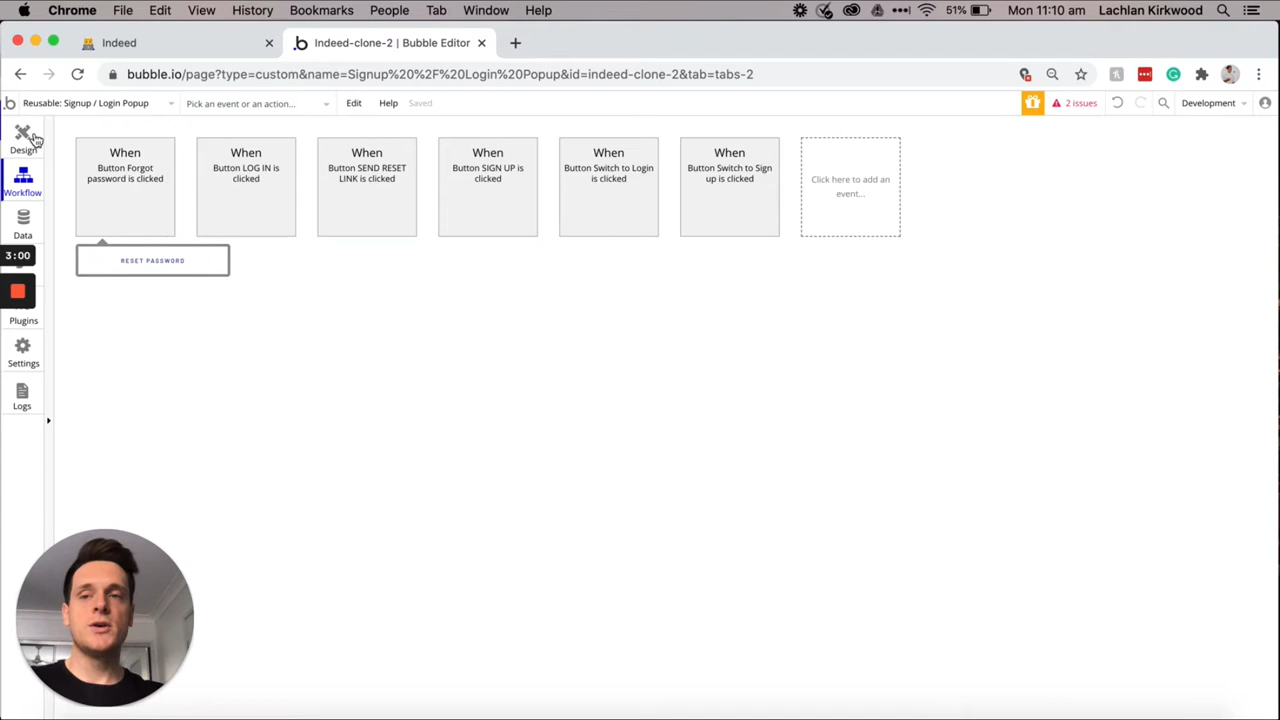 Chrome File Edit View History Bookmarks People Tab Window Help 51% Mon 11:10 am Lachlan Kirkwood
Indeed Indeed-clone-2 | Bubble Editor
bubble.io/page?type=custom&name=Signup%20%2F%20Login%20Popup&id=indeed-clone-2&tab=tabs-2
Reusable: Signup / Login Popup Pick an event or an action... Edit Help Saved 2 issues Development
Design
Workflow
Data
3:00
Plugins
Settings
Logs
When
Button Forgot
password is clicked
When
Button LOG IN is
clicked
When
Button SEND RESET
LINK is clicked
When
Button SIGN UP is
clicked
When
Button Switch to Login
is clicked
When
Button Switch to Sign
up is clicked
Click here to add an
event...
RESET PASSWORD